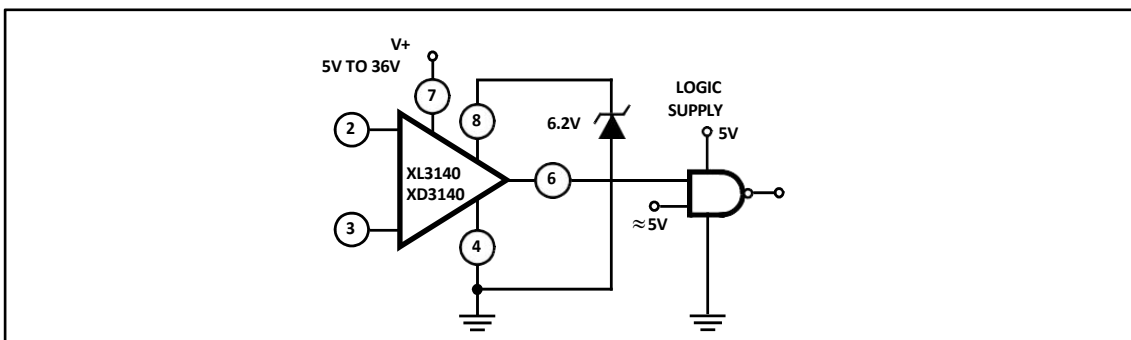 V+
5V TO 36V
7
8
2
6.2V
LOGIC
SUPPLY
5V
XL3140
XD3140
6
≈5V
3
4